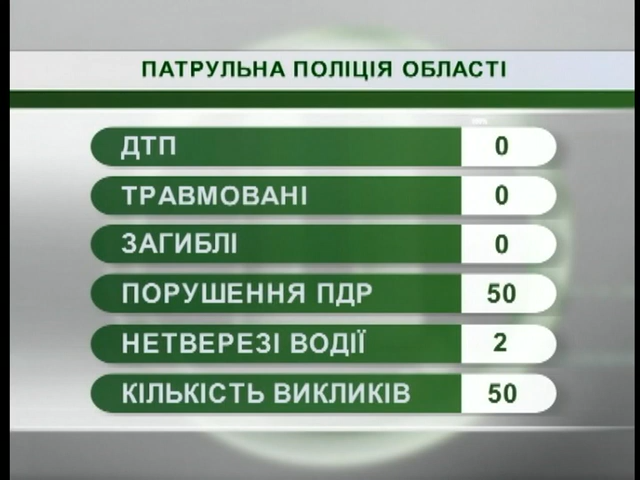 ПАТРУЛЬНА ПОЛІЦІЯ ОБЛАСТІ
ДТП 0
ТРАВМОВАНІ 0
ЗАГИБЛІ 0
ПОРУШЕННЯ ПДР 50
НЕТВЕРЕЗІ ВОДІЇ 2
КІЛЬКІСТЬ ВИКЛИКІВ 50